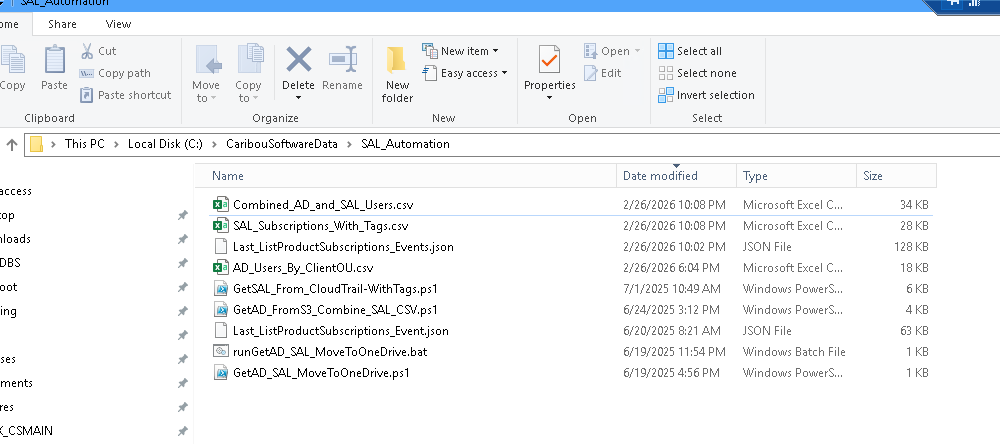 SAL_Automation
ome Share View
Copy Paste Cut Copy path Paste shortcut
Move to Copy to Delete Rename
New folder New item Easy access
Properties Open Edit
Select all Select none Invert selection
Clipboard Organize New Open Select
This PC > Local Disk (C:) > CaribouSoftwareData > SAL_Automation
Name Date modified Type Size
access
top
nloads
DBS
oot
ing
ses
ments
res
X_CSMAIN
Combined_AD_and_SAL_Users.csv 2/26/2026 10:08 PM Microsoft Excel C... 34 KB
SAL_Subscriptions_With_Tags.csv 2/26/2026 10:08 PM Microsoft Excel C... 28 KB
Last_ListProductSubscriptions_Events.json 2/26/2026 10:02 PM JSON File 128 KB
AD_Users_By_ClientOU.csv 2/26/2026 6:04 PM Microsoft Excel C... 18 KB
GetSAL_From_CloudTrail-WithTags.ps1 7/1/2025 10:49 AM Windows PowerS... 6 KB
GetAD_FromS3_Combine_SAL_CSV.ps1 6/24/2025 3:12 PM Windows PowerS... 4 KB
Last_ListProductSubscriptions_Event.json 6/20/2025 8:21 AM JSON File 63 KB
runGetAD_SAL_MoveToOneDrive.bat 6/19/2025 11:54 PM Windows Batch File 1 KB
GetAD_SAL_MoveToOneDrive.ps1 6/19/2025 4:56 PM Windows PowerS... 1 KB